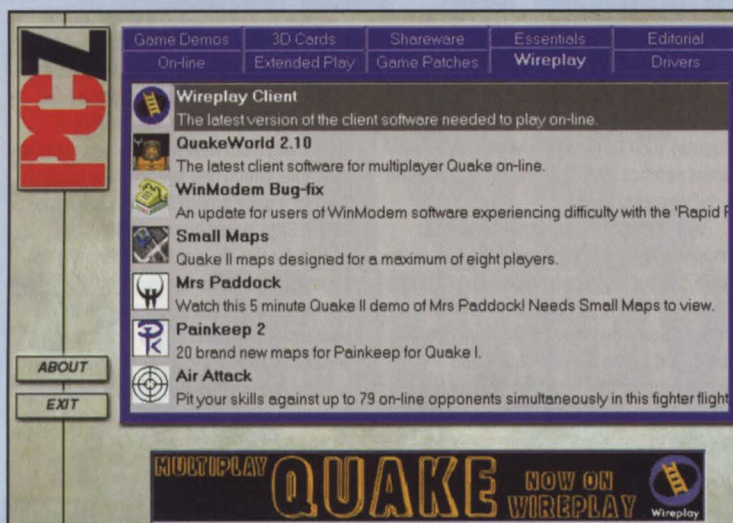 PCZ
Game Demos 3D Cards Shareware Essentials Editorial
On-line Extended Play Game Patches Wireplay Drivers
Wireplay Client
The latest version of the client software needed to play on-line.
QuakeWorld 2.10
The latest client software for multiplayer Quake on-line.
WinModem Bug-fix
An update for users of WinModem software experiencing difficulty with the 'Rapid
Small Maps
Quake II maps designed for a maximum of eight players.
Mrs Paddock
Watch this 5 minute Quake II demo of Mrs Paddock! Needs Small Maps to view.
Painkeep 2
20 brand new maps for Painkeep for Quake I.
Air Attack
Pit your skills against up to 79 on-line opponents simultaneously in this fighter flight
ABOUT
EXIT
MULTIPLAY QUAKE NOW ON WIREPLAY
Wireplay